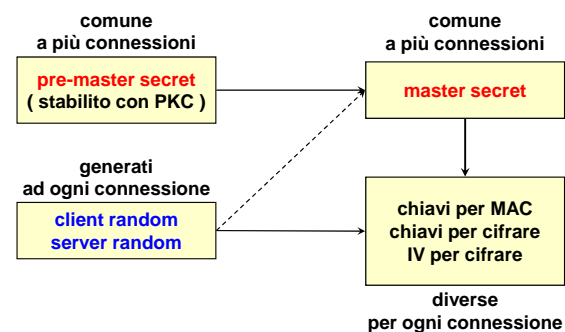 comune
a più connessioni
pre-master secret
( stabilito con PKC )
comune
a più connessioni
master secret
generati
ad ogni connessione
client random
server random
chiavi per MAC
chiavi per cifrare
IV per cifrare
diverse
per ogni connessione